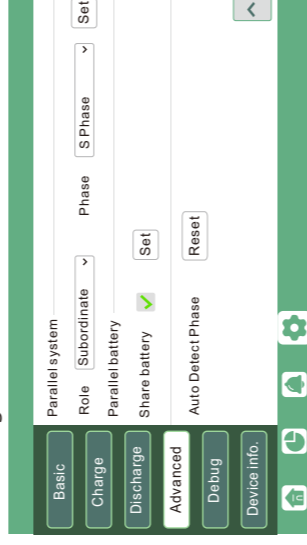 Basic
Charge
Discharge
Advanced
Debug
Device info.
Parallel system
Role Subordinate Phase S Phase Set
Parallel battery
Share battery Set
Auto Detect Phase Reset